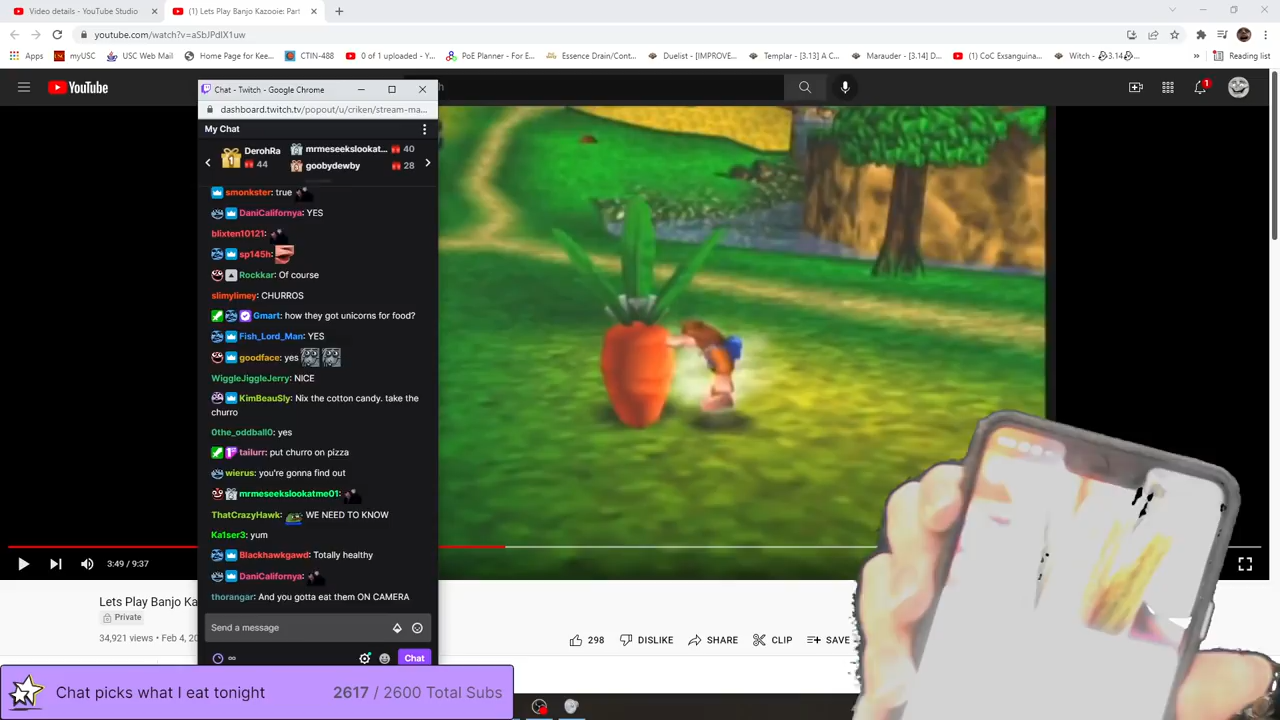 Video details - YouTube Studio
(1) Lets Play Banjo Kazooie: Part
youtube.com/watch?v=aSbJPdIX1uw
Apps
myUSC
USC Web Mail
Home Page for Kee...
CTIN-488
0 of 1 uploaded - Y...
PoE Planner - For E...
Essence Drain/Cont...
Duelist - [IMPROVE...
Templar - [3.13] A C...
Marauder - [3.14] D...
(1) CoC Exsanguina...
Witch -
»
Reading list
YouTube
1
Chat - Twitch - Google Chrome
dashboard.twitch.tv/popout/u/criken/stream-ma...
My Chat
1 DerohRa 44
mrmeseekslookat... 40
goobydewby 28
smonkster: true
DaniCalifornya: YES
blixten10121:
sp145h:
Rockkar: Of course
slimylimey: CHURROS
Gmart: how they got unicorns for food?
Fish_Lord_Man: YES
goodface: yes
WiggleJiggleJerry: NICE
KimBeauSly: Nix the cotton candy. take the
churro
0the_oddball0: yes
tailurr: put churro on pizza
wierus: you're gonna find out
mrmeseekslookatme01:
ThatCrazyHawk: WE NEED TO KNOW
Ka1ser3: yum
Blackhawkgawd: Totally healthy
DaniCalifornya:
thorangar: And you gotta eat them ON CAMERA
Send a message
∞
Chat
3:49 / 9:37
Lets Play Banjo Ka
Private
34,921 views • Feb 4, 20
298
DISLIKE
SHARE
CLIP
SAVE
Chat picks what I eat tonight
2617 / 2600 Total Subs